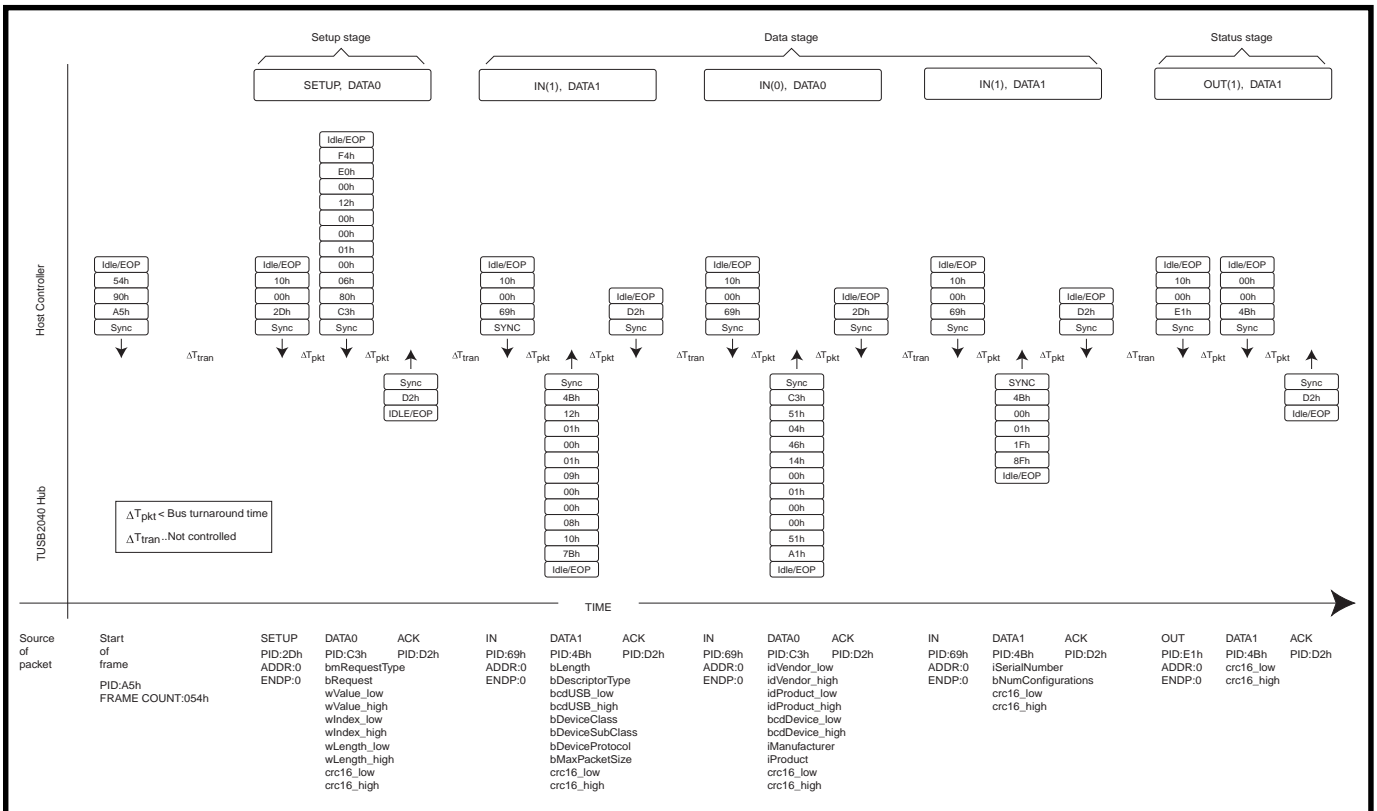 Setup stage
Data stage
Status stage
SETUP, DATA0
IN(1), DATA1
IN(0), DATA0
IN(1), DATA1
OUT(1), DATA1
Host Controller
Idle/EOP
54h
90h
A5h
Sync
ΔTtran
Idle/EOP
10h
00h
2Dh
Sync
ΔTpkt
Idle/EOP
F4h
E0h
00h
12h
00h
00h
01h
00h
06h
80h
C3h
Sync
ΔTpkt
Sync
D2h
IDLE/EOP
ΔTtran
Idle/EOP
10h
00h
69h
SYNC
ΔTpkt
Sync
4Bh
12h
01h
00h
01h
09h
00h
00h
08h
10h
7Bh
Idle/EOP
ΔTpkt
Idle/EOP
D2h
Sync
ΔTtran
Idle/EOP
10h
00h
69h
Sync
ΔTpkt
Sync
C3h
51h
04h
46h
14h
00h
01h
00h
00h
51h
A1h
Idle/EOP
ΔTpkt
Idle/EOP
2Dh
Sync
ΔTtran
Idle/EOP
10h
00h
69h
Sync
ΔTpkt
SYNC
4Bh
00h
01h
1Fh
8Fh
Idle/EOP
ΔTpkt
Idle/EOP
D2h
Sync
ΔTtran
Idle/EOP
10h
00h
E1h
Sync
ΔTpkt
Idle/EOP
00h
00h
4Bh
Sync
ΔTpkt
Sync
D2h
Idle/EOP
TUSB2040 Hub
ΔTpkt < Bus turnaround time
ΔTtran ..Not controlled
TIME
Source
of
packet
Start
of
frame
PID:A5h
FRAME COUNT:054h
SETUP
PID:2Dh
ADDR:0
ENDP:0
DATA0
PID:C3h
bmRequestType
bRequest
wValue_low
wValue_high
wIndex_low
wIndex_high
wLength_low
wLength_high
crc16_low
crc16_high
ACK
PID:D2h
IN
PID:69h
ADDR:0
ENDP:0
DATA1
PID:4Bh
bLength
bDescriptorType
bcdUSB_low
bcdUSB_high
bDeviceClass
bDeviceSubClass
bDeviceProtocol
bMaxPacketSize
crc16_low
crc16_high
ACK
PID:D2h
IN
PID:69h
ADDR:0
ENDP:0
DATA0
PID:C3h
idVendor_low
idVendor_high
idProduct_low
idProduct_high
bcdDevice_low
bcdDevice_high
iManufacturer
iProduct
crc16_low
crc16_high
ACK
PID:D2h
IN
PID:69h
ADDR:0
ENDP:0
DATA1
PID:4Bh
iSerialNumber
bNumConfigurations
crc16_low
crc16_high
ACK
PID:D2h
OUT
PID:E1h
ADDR:0
ENDP:0
DATA1
PID:4Bh
crc16_low
crc16_high
ACK
PID:D2h